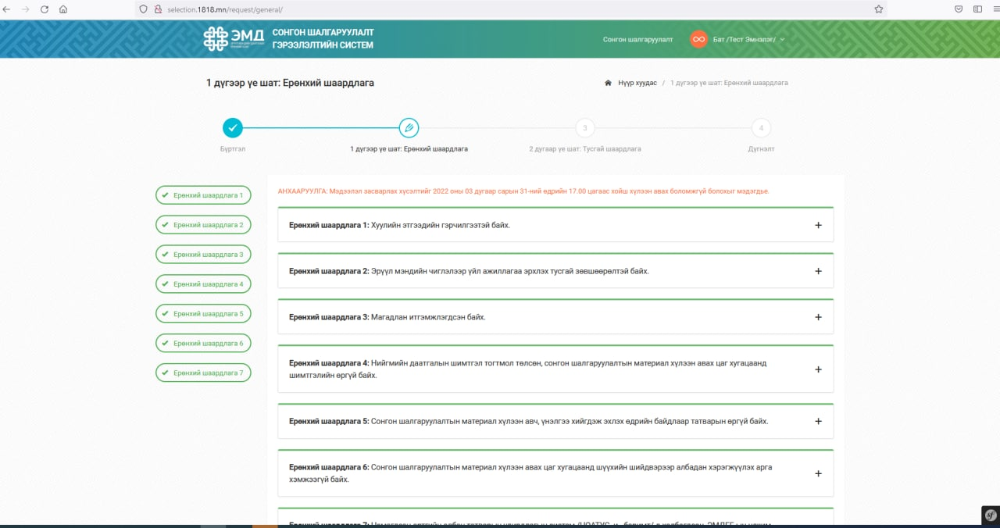 selection.1818.mn/request/general/
ЭМД
СОНГОН ШАЛГАРУУЛАЛТ
ГЭРЭЭЛЭЛТИЙН СИСТЕМ
Сонгон шалгаруулалт
Бат /Тест Эмнэлэг/
1 дүгээр үе шат: Ерөнхий шаардлага
Нүүр хуудас / 1 дүгээр үе шат: Ерөнхий шаардлага
3
4
Бүртгэл
1 дүгээр үе шат: Ерөнхий шаардлага
2 дугаар үе шат: Тусгай шаардлага
Дүгнэлт
Ерөнхий шаардлага 1
Ерөнхий шаардлага 2
Ерөнхий шаардлага 3
Ерөнхий шаардлага 4
Ерөнхий шаардлага 5
Ерөнхий шаардлага 6
Ерөнхий шаардлага 7
АНХААРУУЛГА: Мэдээлэл засварлах хүсэлтийг 2022 оны 03 дугаар сарын 31-ний өдрийн 17.00 цагаас хойш хүлээн авах боломжгүй болохыг мэдэгдье.
Ерөнхий шаардлага 1: Хуулийн этгээдийн гэрчилгээтэй байх.
Ерөнхий шаардлага 2: Эрүүл мэндийн чиглэлээр үйл ажиллагаа эрхлэх тусгай зөвшөөрөлтэй байх.
Ерөнхий шаардлага 3: Магадлан итгэмжлэгдсэн байх.
Ерөнхий шаардлага 4: Нийгмийн даатгалын шимтгэл тогтмол төлсөн, сонгон шалгаруулалтын материал хүлээн авах цаг хугацаанд
шимтгэлийн өргүй байх.
Ерөнхий шаардлага 5: Сонгон шалгаруулалтын материал хүлээн авч, үнэлгээ хийгдэж эхлэх өдрийн байдлаар татварын өргүй байх.
Ерөнхий шаардлага 6: Сонгон шалгаруулалтын материал хүлээн авах цаг хугацаанд шүүхийн шийдвэрээр албадан хэрэгжүүлэх арга
хэмжээгүй байх.
Ерөнхий шаардлага 7: